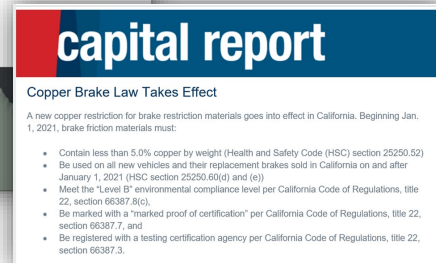 capital report
Copper Brake Law Takes Effect
A new copper restriction for brake restriction materials goes into effect in California. Beginning Jan.
1, 2021, brake friction materials must:
Contain less than 5.0% copper by weight (Health and Safety Code (HSC) section 25250.52)
Be used on all new vehicles and their replacement brakes sold in California on and after
January 1, 2021 (HSC section 25250.60(d) and (e))
Meet the “Level B” environmental compliance level per California Code of Regulations, title
22, section 66387.8(c),
Be marked with a “marked proof of certification” per California Code of Regulations, title 22,
section 66387.7, and
Be registered with a testing certification agency per California Code of Regulations, title 22,
section 66387.3.